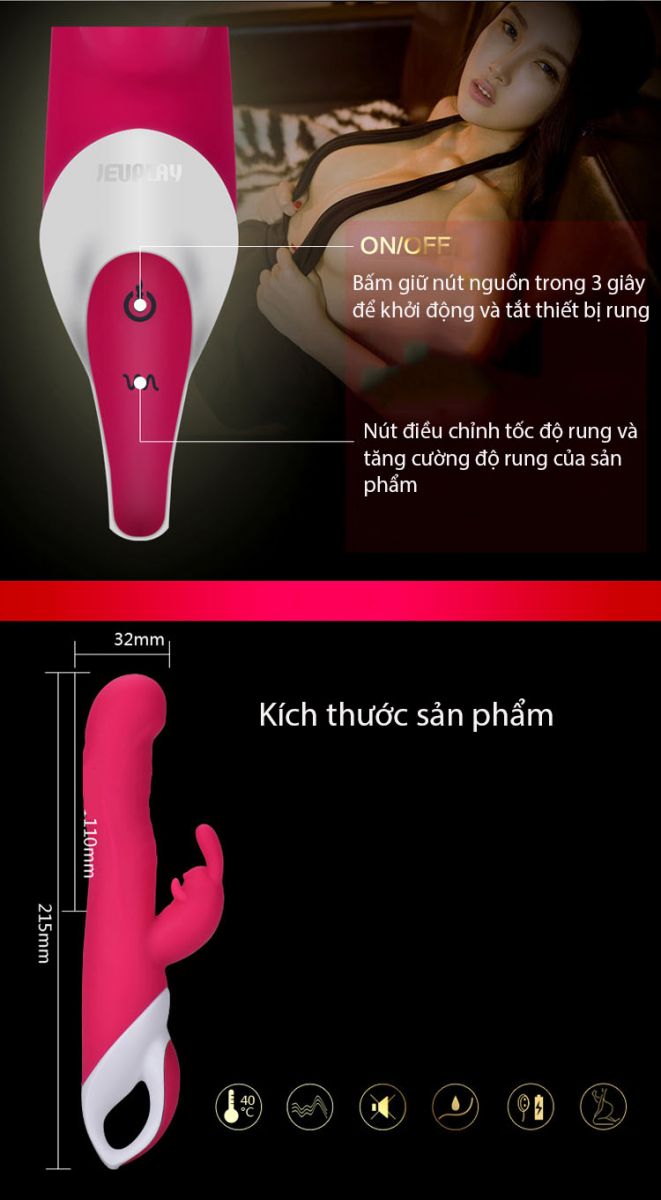 JEUPLAY
ON/OFF
Bấm giữ nút nguồn trong 3 giây
để khởi động và tắt thiết bị rung
Nút điều chỉnh tốc độ rung và
tăng cường độ rung của sản
phẩm
32mm
Kích thước sản phẩm
110mm
215mm
40
°C